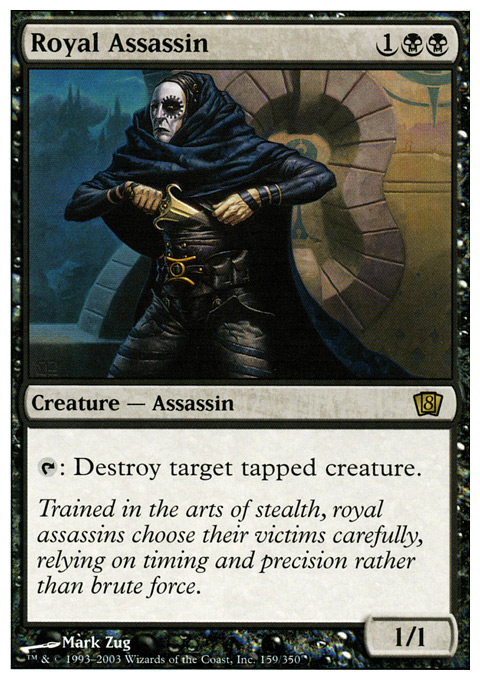 Royal Assassin 1
Creature — Assassin 8
: Destroy target tapped creature.
Trained in the arts of stealth, royal
assassins choose their victims carefully,
relying on timing and precision rather
than brute force.
Mark Zug
1/1
™ & © 1993–2003 Wizards of the Coast, Inc. 159/350